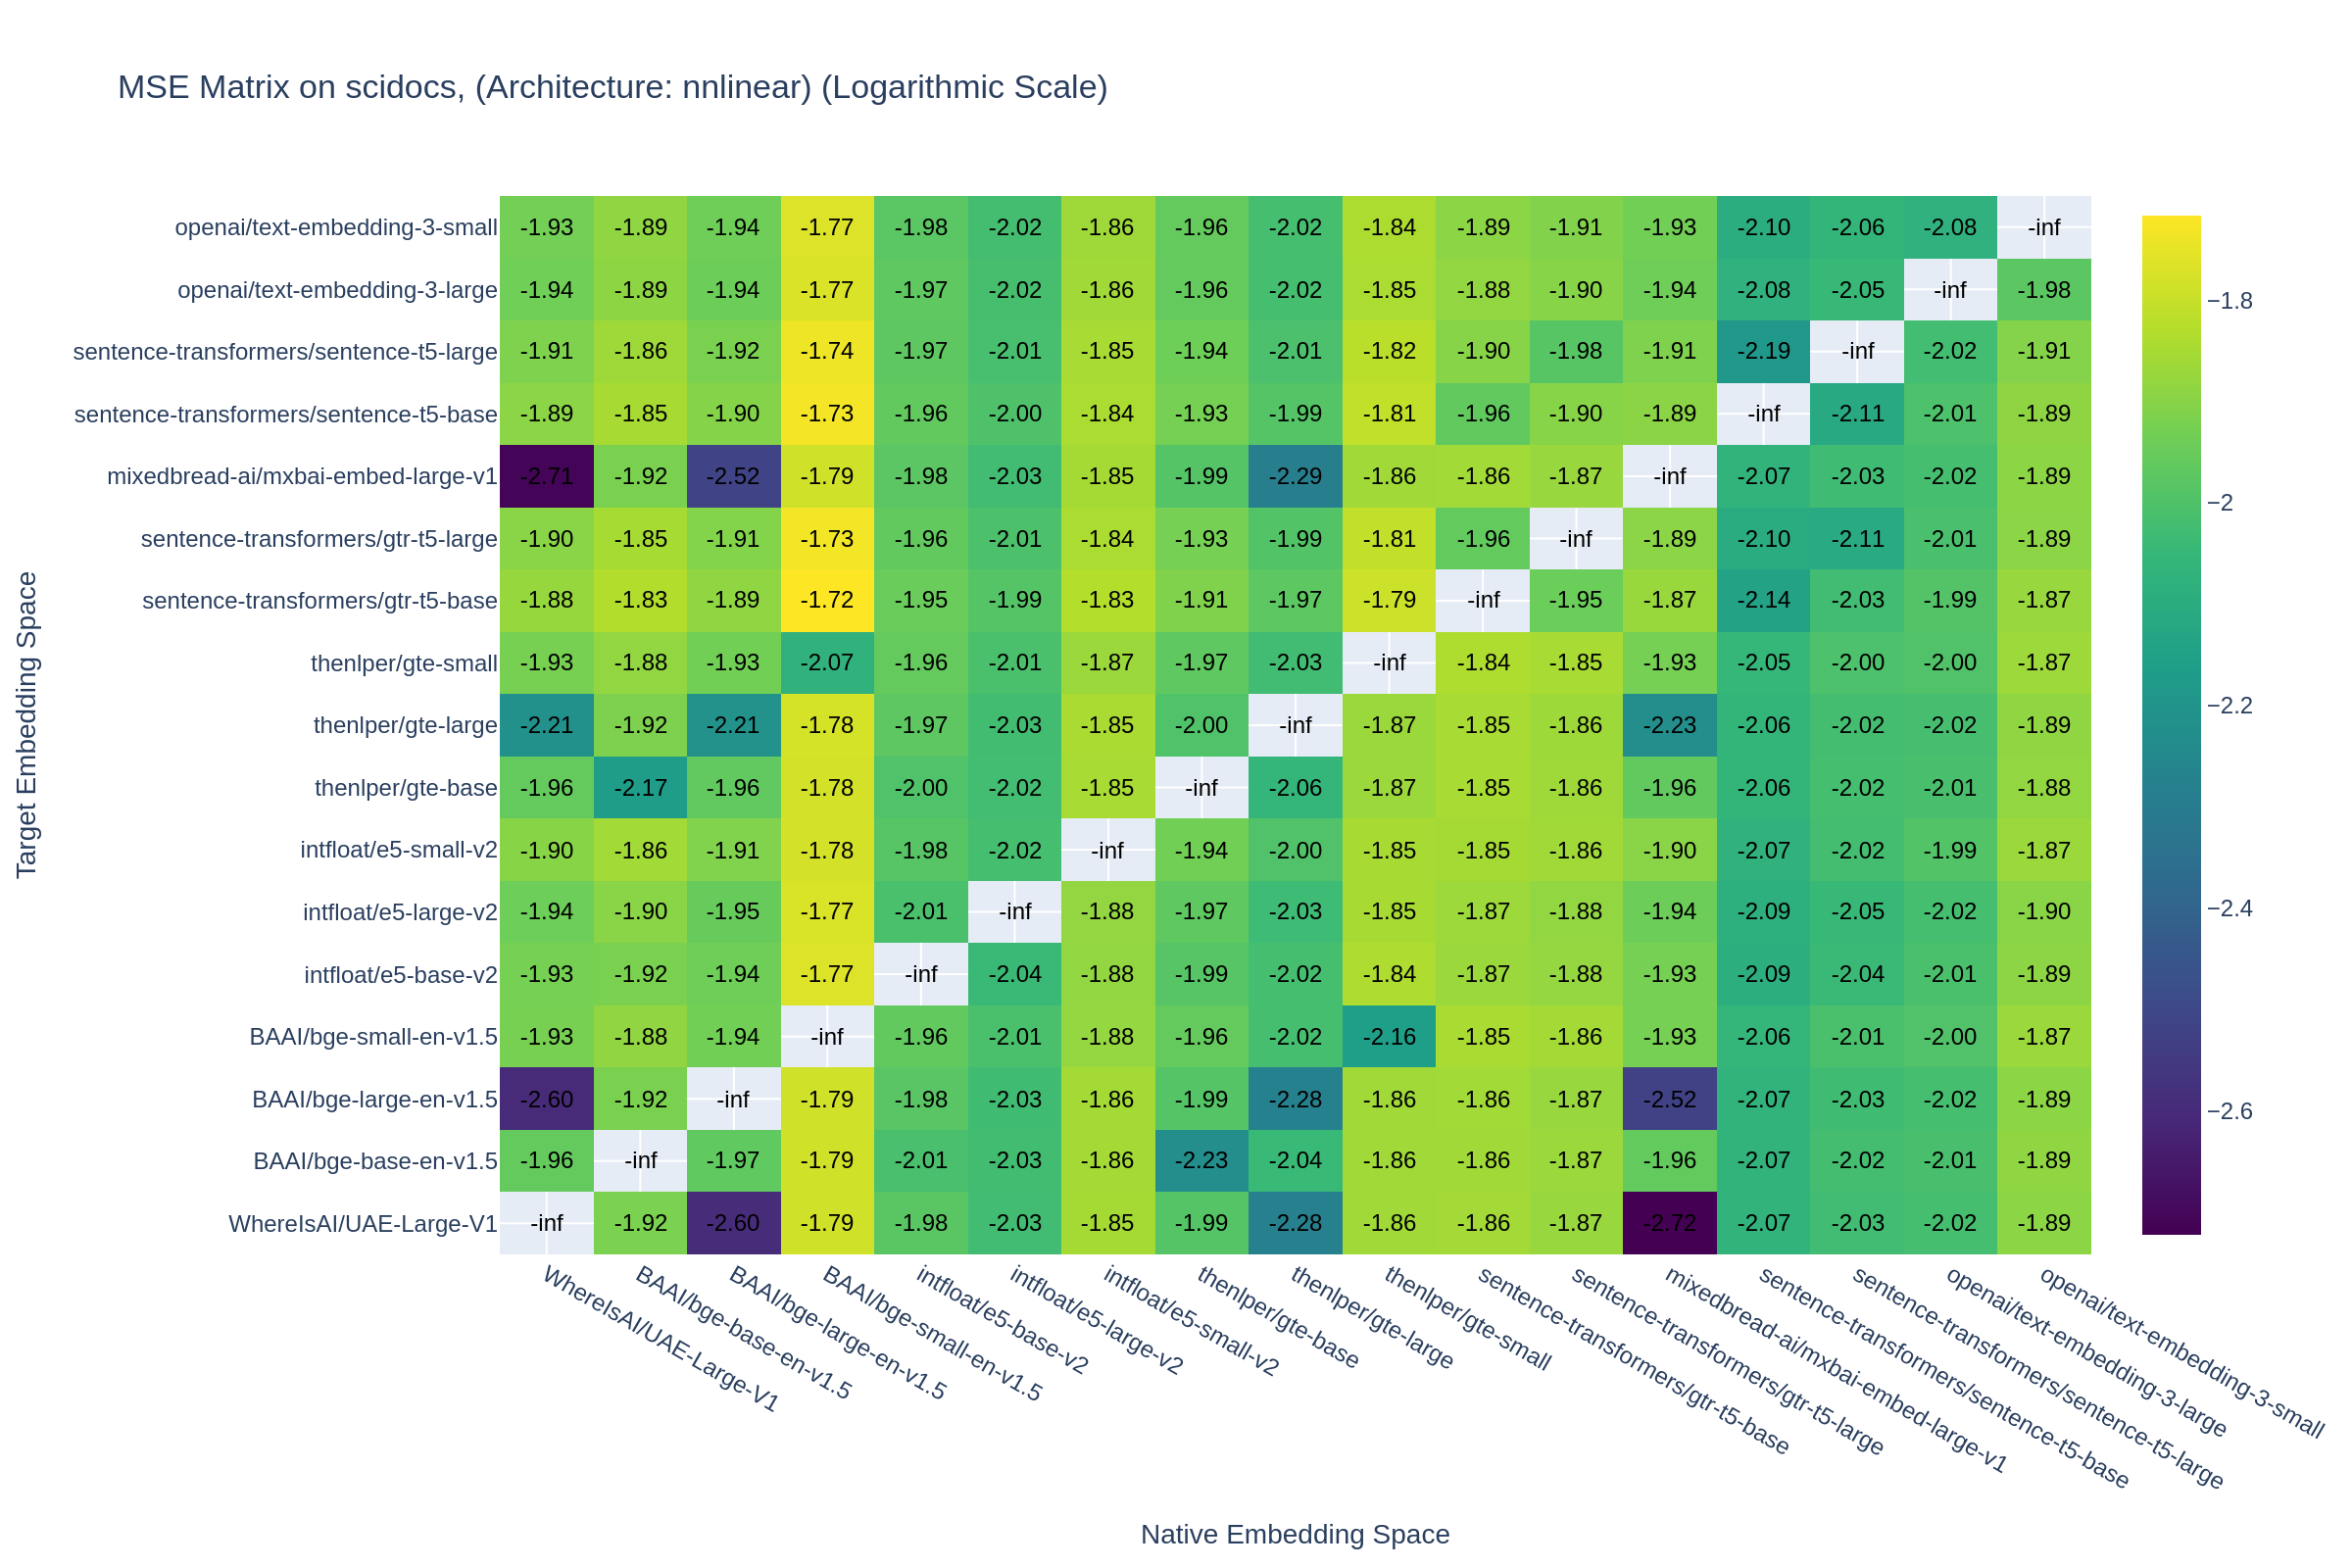 MSE Matrix on scidocs, (Architecture: nnlinear) (Logarithmic Scale)
Target Embedding Space
openai/text-embedding-3-small -1.93 -1.89 -1.94 -1.77 -1.98 -2.02 -1.86 -1.96 -2.02 -1.84 -1.89 -1.91 -1.93 -2.10 -2.06 -2.08 -inf
openai/text-embedding-3-large -1.94 -1.89 -1.94 -1.77 -1.97 -2.02 -1.86 -1.96 -2.02 -1.85 -1.88 -1.90 -1.94 -2.08 -2.05 -inf -1.98
sentence-transformers/sentence-t5-large -1.91 -1.86 -1.92 -1.74 -1.97 -2.01 -1.85 -1.94 -2.01 -1.82 -1.90 -1.98 -1.91 -2.19 -inf -2.02 -1.91
sentence-transformers/sentence-t5-base -1.89 -1.85 -1.90 -1.73 -1.96 -2.00 -1.84 -1.93 -1.99 -1.81 -1.96 -1.90 -1.89 -inf -2.11 -2.01 -1.89
mixedbread-ai/mxbai-embed-large-v1 -2.71 -1.92 -2.52 -1.79 -1.98 -2.03 -1.85 -1.99 -2.29 -1.86 -1.86 -1.87 -inf -2.07 -2.03 -2.02 -1.89
sentence-transformers/gtr-t5-large -1.90 -1.85 -1.91 -1.73 -1.96 -2.01 -1.84 -1.93 -1.99 -1.81 -1.96 -inf -1.89 -2.10 -2.11 -2.01 -1.89
sentence-transformers/gtr-t5-base -1.88 -1.83 -1.89 -1.72 -1.95 -1.99 -1.83 -1.91 -1.97 -1.79 -inf -1.95 -1.87 -2.14 -2.03 -1.99 -1.87
thenlper/gte-small -1.93 -1.88 -1.93 -2.07 -1.96 -2.01 -1.87 -1.97 -2.03 -inf -1.84 -1.85 -1.93 -2.05 -2.00 -2.00 -1.87
thenlper/gte-large -2.21 -1.92 -2.21 -1.78 -1.97 -2.03 -1.85 -2.00 -inf -1.87 -1.85 -1.86 -2.23 -2.06 -2.02 -2.02 -1.89
thenlper/gte-base -1.96 -2.17 -1.96 -1.78 -2.00 -2.02 -1.85 -inf -2.06 -1.87 -1.85 -1.86 -1.96 -2.06 -2.02 -2.01 -1.88
intfloat/e5-small-v2 -1.90 -1.86 -1.91 -1.78 -1.98 -2.02 -inf -1.94 -2.00 -1.85 -1.85 -1.86 -1.90 -2.07 -2.02 -1.99 -1.87
intfloat/e5-large-v2 -1.94 -1.90 -1.95 -1.77 -2.01 -inf -1.88 -1.97 -2.03 -1.85 -1.87 -1.88 -1.94 -2.09 -2.05 -2.02 -1.90
intfloat/e5-base-v2 -1.93 -1.92 -1.94 -1.77 -inf -2.04 -1.88 -1.99 -2.02 -1.84 -1.87 -1.88 -1.93 -2.09 -2.04 -2.01 -1.89
BAAI/bge-small-en-v1.5 -1.93 -1.88 -1.94 -inf -1.96 -2.01 -1.88 -1.96 -2.02 -2.16 -1.85 -1.86 -1.93 -2.06 -2.01 -2.00 -1.87
BAAI/bge-large-en-v1.5 -2.60 -1.92 -inf -1.79 -1.98 -2.03 -1.86 -1.99 -2.28 -1.86 -1.86 -1.87 -2.52 -2.07 -2.03 -2.02 -1.89
BAAI/bge-base-en-v1.5 -1.96 -inf -1.97 -1.79 -2.01 -2.03 -1.86 -2.23 -2.04 -1.86 -1.86 -1.87 -1.96 -2.07 -2.02 -2.01 -1.89
WhereIsAI/UAE-Large-V1 -inf -1.92 -2.60 -1.79 -1.98 -2.03 -1.85 -1.99 -2.28 -1.86 -1.86 -1.87 -2.72 -2.07 -2.03 -2.02 -1.89
WhereIsAI/UAE-Large-V1
BAAI/bge-base-en-v1.5
BAAI/bge-large-en-v1.5
BAAI/bge-small-en-v1.5
intfloat/e5-base-v2
intfloat/e5-large-v2
intfloat/e5-small-v2
thenlper/gte-base
thenlper/gte-large
thenlper/gte-small
sentence-transformers/gtr-t5-base
sentence-transformers/gtr-t5-large
mixedbread-ai/mxbai-embed-large-v1
sentence-transformers/sentence-t5-base
sentence-transformers/sentence-t5-large
openai/text-embedding-3-large
openai/text-embedding-3-small
Native Embedding Space
−1.8
−2
−2.2
−2.4
−2.6